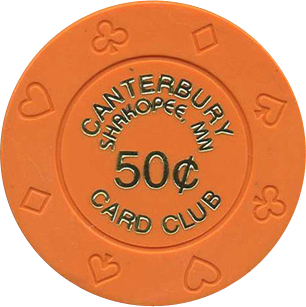 CANTERBURY
SHAKOPEE, MN
50¢
CARD CLUB